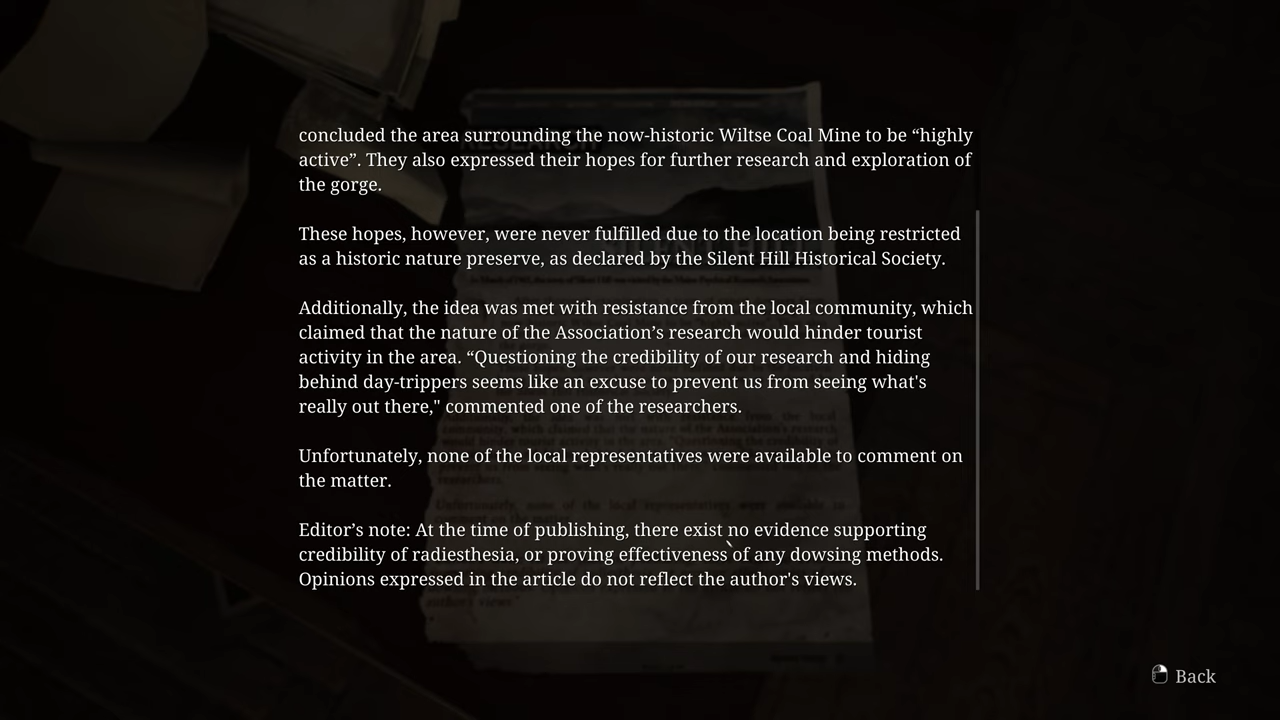 concluded the area surrounding the now-historic Wiltse Coal Mine to be “highly
active”. They also expressed their hopes for further research and exploration of
the gorge.
These hopes, however, were never fulfilled due to the location being restricted
as a historic nature preserve, as declared by the Silent Hill Historical Society.
Additionally, the idea was met with resistance from the local community, which
claimed that the nature of the Association’s research would hinder tourist
activity in the area. “Questioning the credibility of our research and hiding
behind day-trippers seems like an excuse to prevent us from seeing what's
really out there," commented one of the researchers.
Unfortunately, none of the local representatives were available to comment on
the matter.
Editor’s note: At the time of publishing, there exist no evidence supporting
credibility of radiesthesia, or proving effectiveness of any dowsing methods.
Opinions expressed in the article do not reflect the author's views.
Back